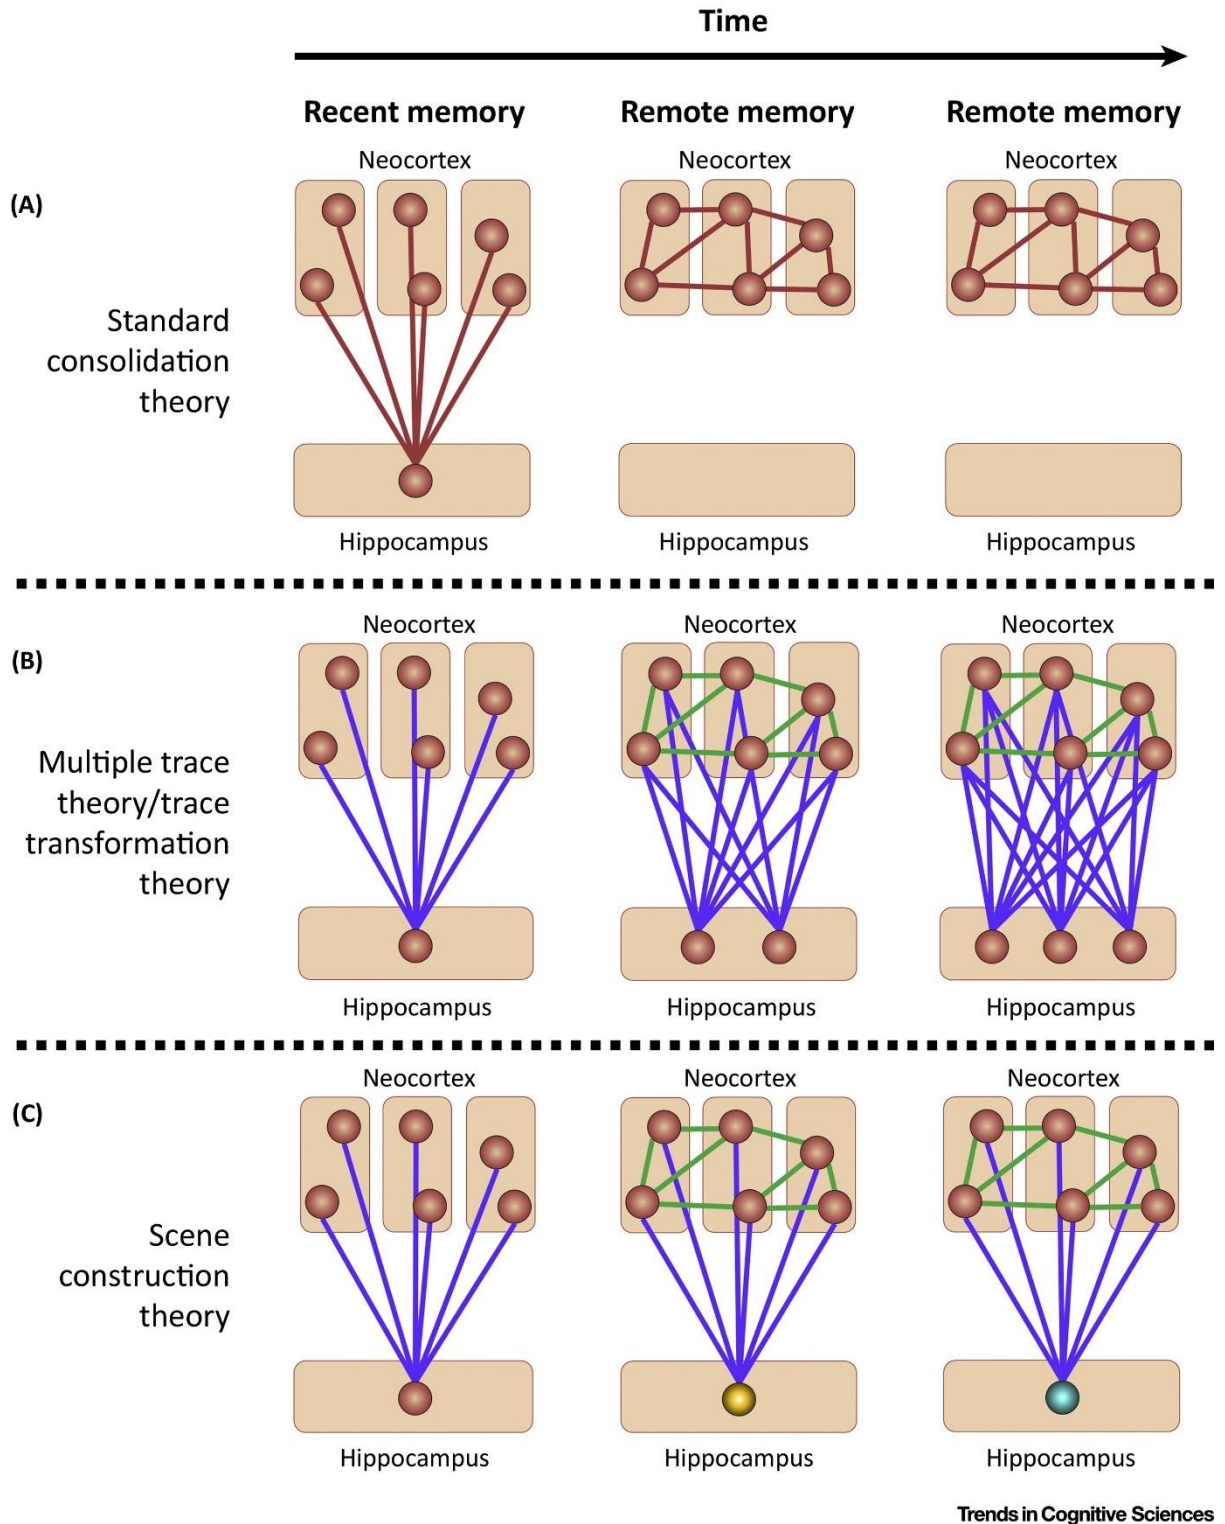 Time
Recent memory
Remote memory
Remote memory
Neocortex
Neocortex
Neocortex
(A)
Standard
consolidation
theory
Hippocampus
Hippocampus
Hippocampus
Neocortex
Neocortex
Neocortex
(B)
Multiple trace
theory/trace
transformation
theory
Hippocampus
Hippocampus
Hippocampus
Neocortex
Neocortex
Neocortex
(C)
Scene
construction
theory
Hippocampus
Hippocampus
Hippocampus
Trends in Cognitive Sciences